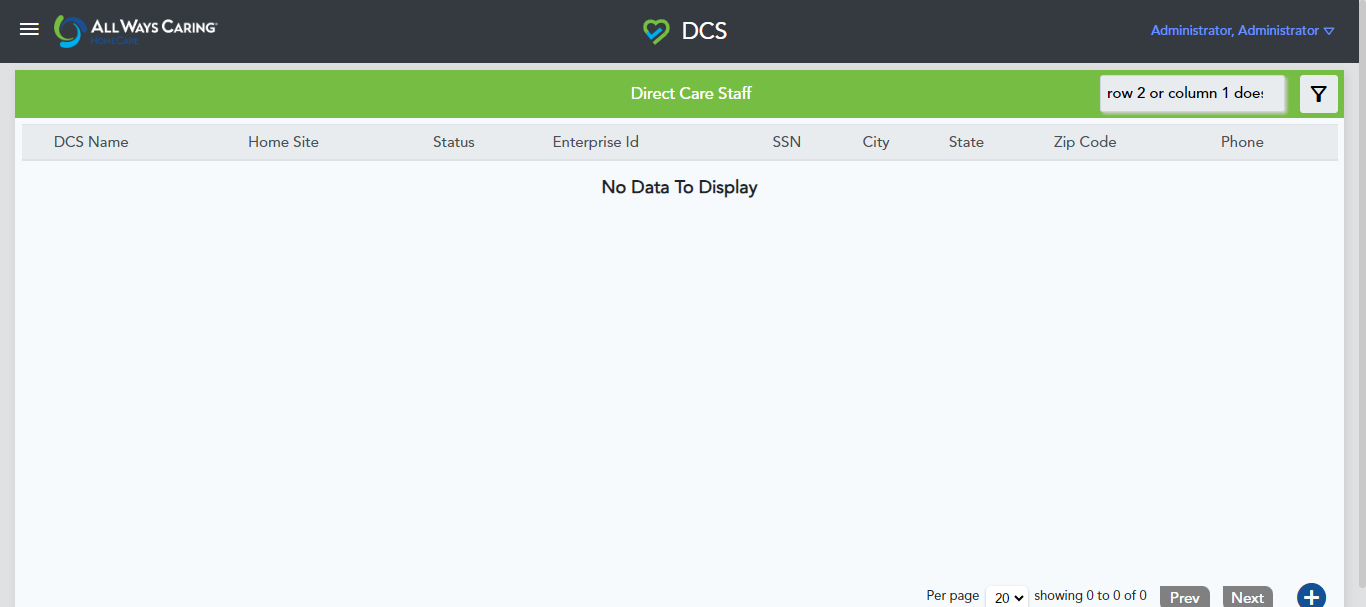 ALL WAYS CARING
HOMECARE
DCS
Administrator, Administrator
Direct Care Staff
row 2 or column 1 does
DCS Name Home Site Status Enterprise Id SSN City State Zip Code Phone
No Data To Display
Per page 20 showing 0 to 0 of 0 Prev Next